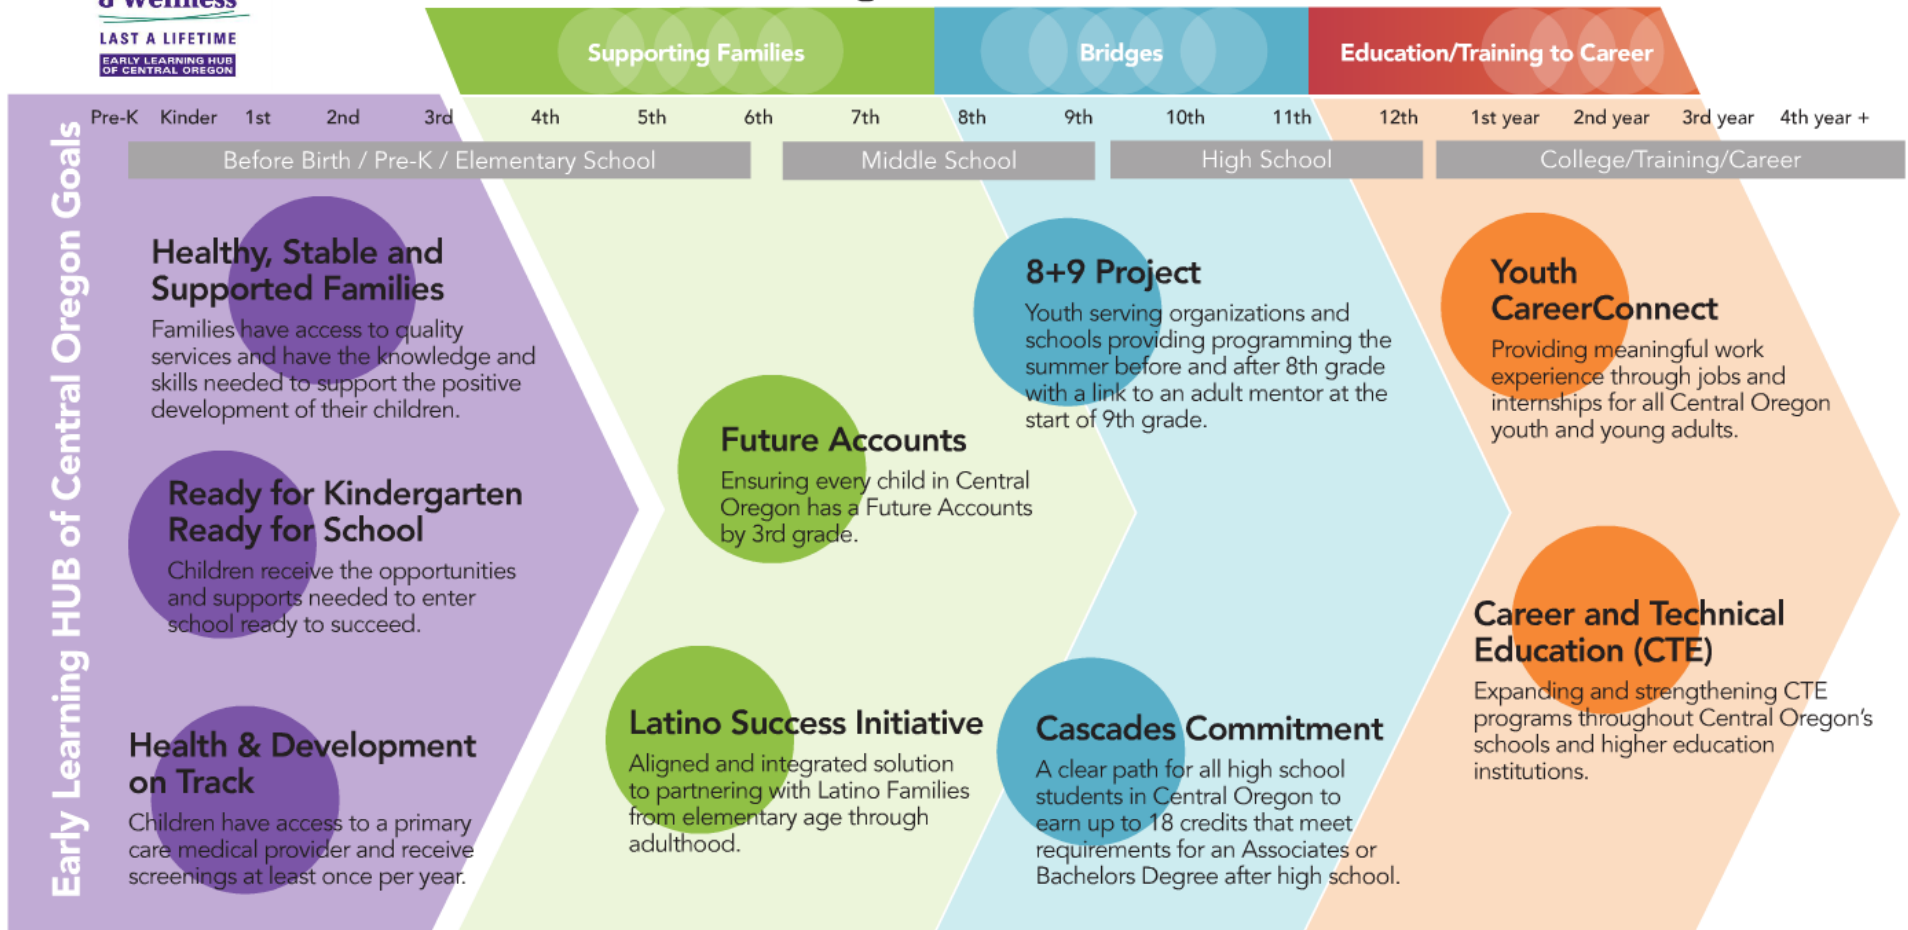 & Wellness
LAST A LIFETIME
EARLY LEARNING HUB
OF CENTRAL OREGON
Supporting Families
Bridges
Education/Training to Career
Pre-K Kinder 1st 2nd 3rd 4th 5th 6th 7th 8th 9th 10th 11th 12th 1st year 2nd year 3rd year 4th year +
Before Birth / Pre-K / Elementary School
Middle School
High School
College/Training/Career
Early Learning HUB of Central Oregon Goals
Healthy, Stable and
Supported Families
Families have access to quality
services and have the knowledge and
skills needed to support the positive
development of their children.
Ready for Kindergarten
Ready for School
Children receive the opportunities
and supports needed to enter
school ready to succeed.
Health & Development
on Track
Children have access to a primary
care medical provider and receive
screenings at least once per year.
Future Accounts
Ensuring every child in Central
Oregon has a Future Accounts
by 3rd grade.
Latino Success Initiative
Aligned and integrated solution
to partnering with Latino Families
from elementary age through
adulthood.
8+9 Project
Youth serving organizations and
schools providing programming the
summer before and after 8th grade
with a link to an adult mentor at the
start of 9th grade.
Cascades Commitment
A clear path for all high school
students in Central Oregon to
earn up to 18 credits that meet
requirements for an Associates or
Bachelors Degree after high school.
Youth
CareerConnect
Providing meaningful work
experience through jobs and
internships for all Central Oregon
youth and young adults.
Career and Technical
Education (CTE)
Expanding and strengthening CTE
programs throughout Central Oregon's
schools and higher education
institutions.